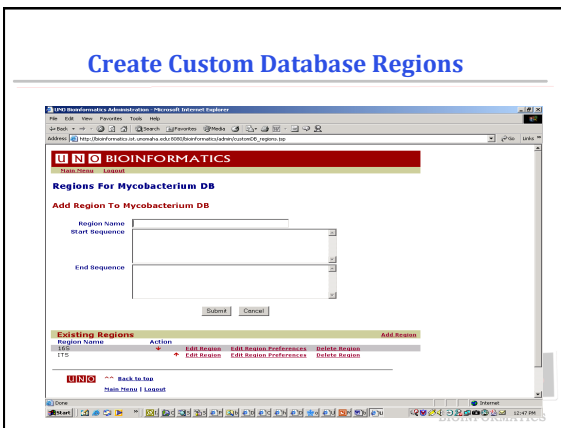 Create Custom Database Regions
UNO Bioinformatics Administration - Microsoft Internet Explorer
File Edit View Favorites Tools Help
Back Search Favorites Media
Address http://bioinformatics.ist.unomaha.edu:8080/bioinformatics/admin/customDB_regions.jsp Go Links »
UNO BIOINFORMATICS
Main Menu Logout
Regions For Mycobacterium DB
Add Region To Mycobacterium DB
Region Name
Start Sequence
End Sequence
Submit Cancel
Existing Regions Add Region
Region Name Action
16S Edit Region Edit Region Preferences Delete Region
ITS Edit Region Edit Region Preferences Delete Region
UNO ^^ Back to top
Main Menu | Logout
Done Internet
Start 12:47 PM
BIOINFORMATICS